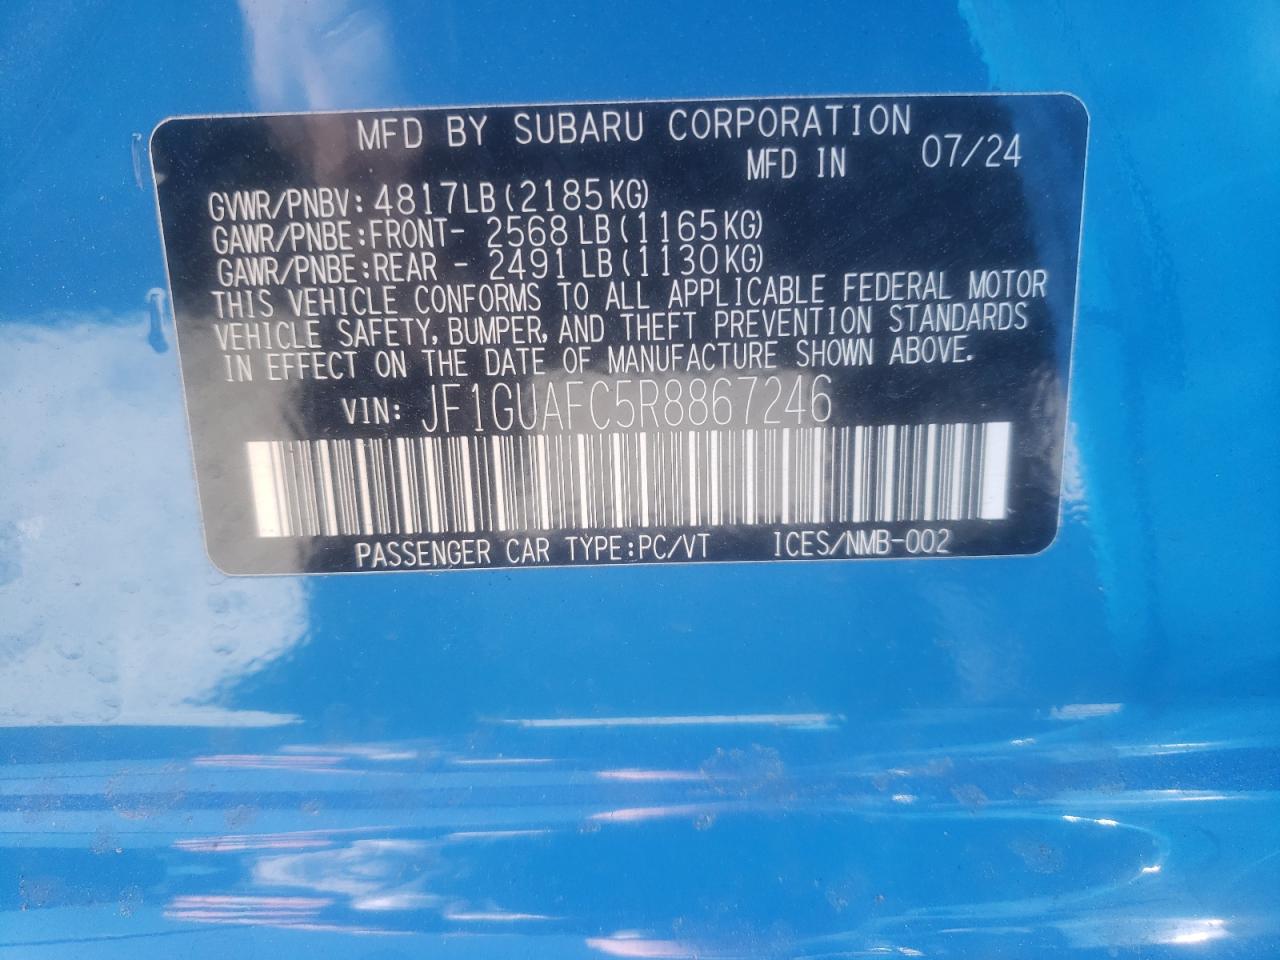 MFD BY SUBARU CORPORATION
MFD IN 07/24
GVWR/PNBV: 4817LB(2185KG)
GAWR/PNBE:FRONT- 2568LB(1165KG)
GAWR/PNBE:REAR - 2491LB(1130KG)
THIS VEHICLE CONFORMS TO ALL APPLICABLE FEDERAL MOTOR
VEHICLE SAFETY, BUMPER, AND THEFT PREVENTION STANDARDS
IN EFFECT ON THE DATE OF MANUFACTURE SHOWN ABOVE.
VIN: JF1GUAFC5R8867246
PASSENGER CAR TYPE:PC/VT ICES/NMB-002